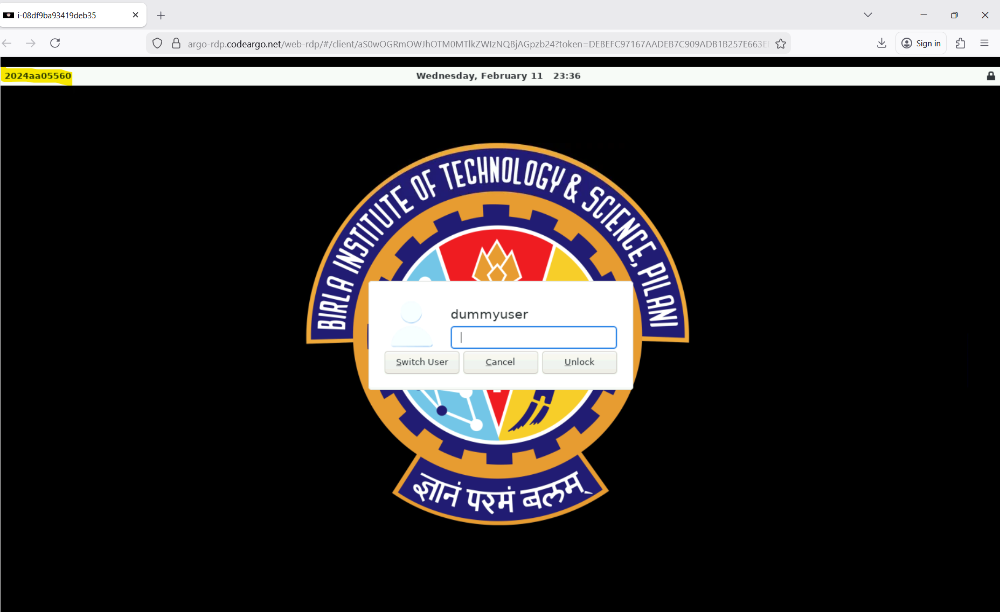 i-08df9ba93419deb35
argo-rdp.codeargo.net/web-rdp/#/client/aS0wOGRmOWJhOTM0MTlkZWIzNQBjAGpzb24?token=DEBEFC97167AADEB7C909ADB1B257E663E
Sign in
2024aa05560
Wednesday, February 11 23:36
BIRLA INSTITUTE OF TECHNOLOGY & SCIENCE, PILANI
dummyuser
Switch User
Cancel
Unlock
ज्ञानं परमं बलम्